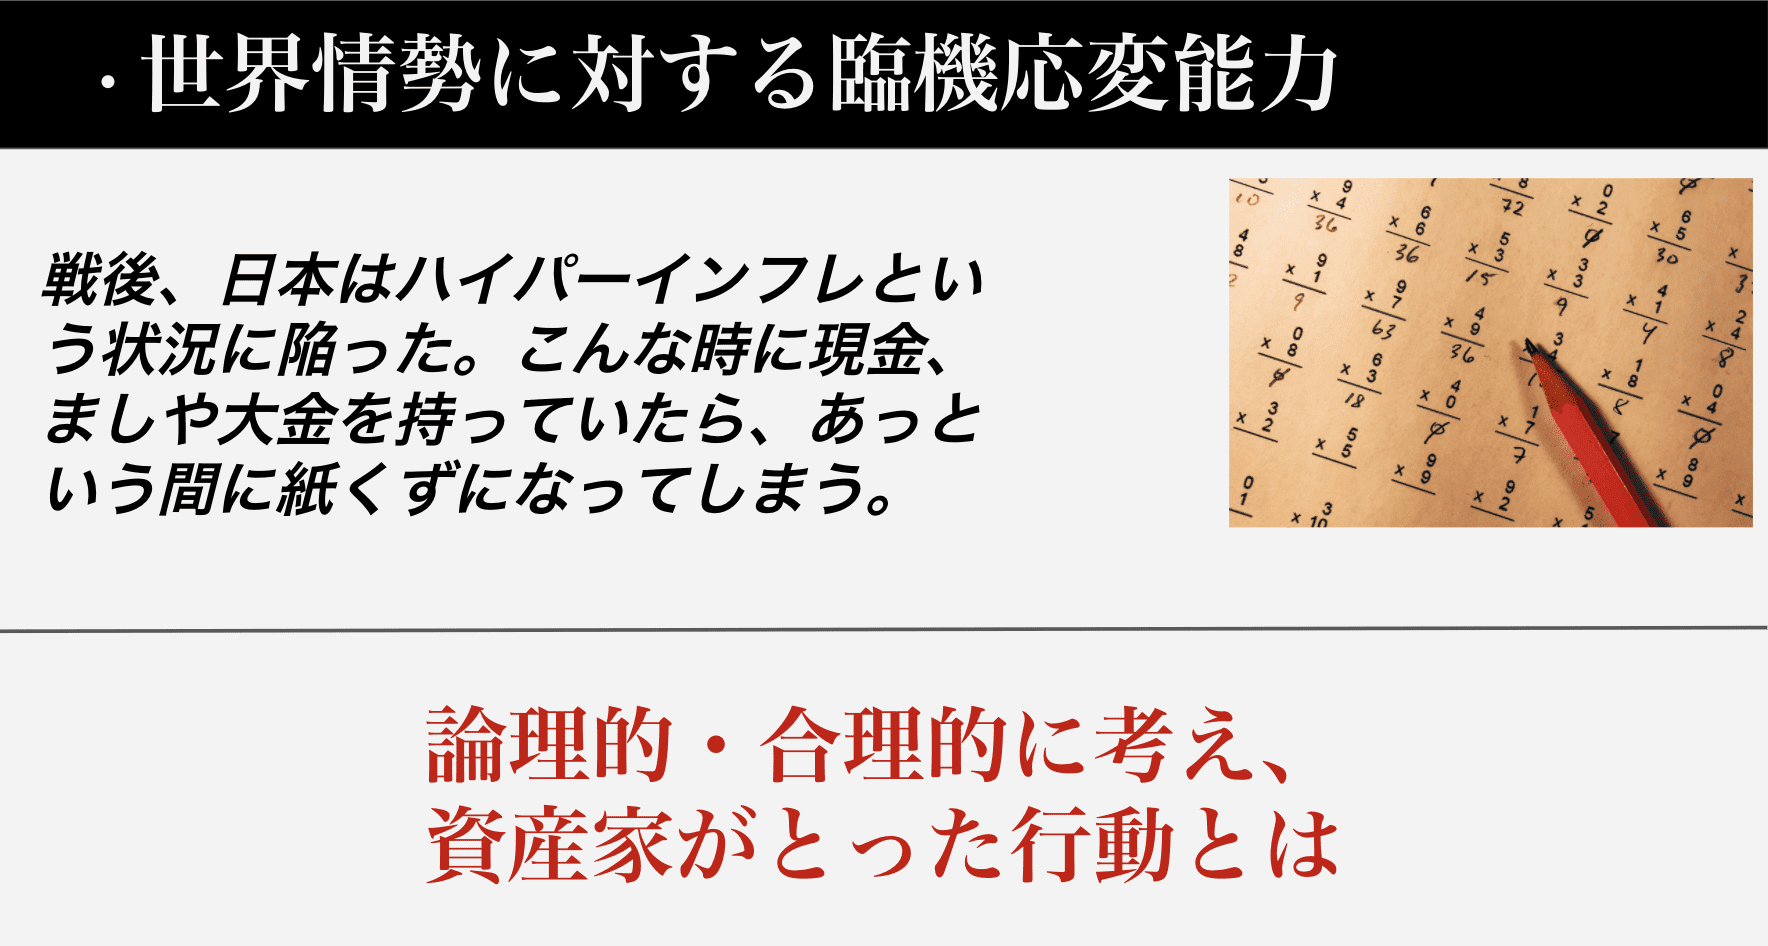 ・世界情勢に対する臨機応変能力
戦後、日本はハイパーインフレとい
う状況に陥った。こんな時に現金、
ましや大金を持っていたら、あっと
いう間に紙くずになってしまう。
論理的・合理的に考え、
資産家がとった行動とは